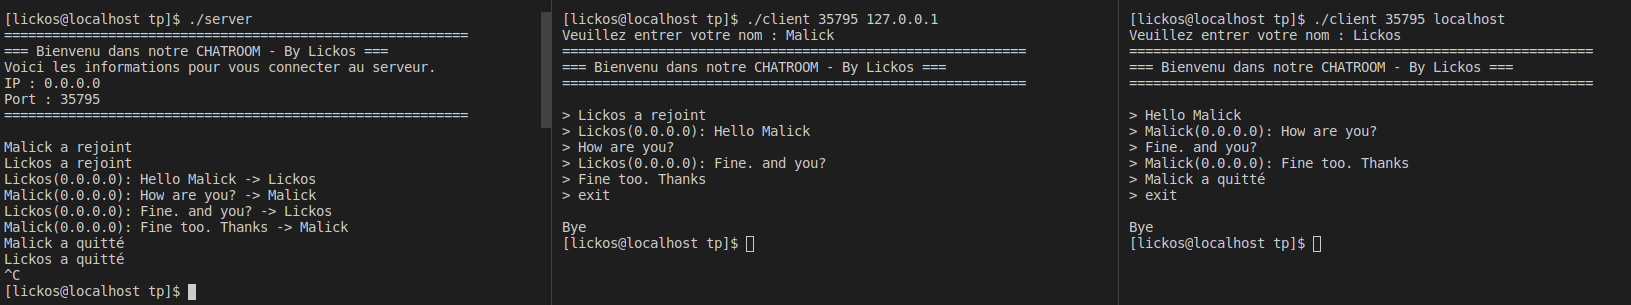 [lickos@localhost tp]$ ./server
==========================================================
=== Bienvenu dans notre CHATROOM - By Lickos ===
Voici les informations pour vous connecter au serveur.
IP : 0.0.0.0
Port : 35795
==========================================================
Malick a rejoint
Lickos a rejoint
Lickos(0.0.0.0): Hello Malick -> Lickos
Malick(0.0.0.0): How are you? -> Malick
Lickos(0.0.0.0): Fine. and you? -> Lickos
Malick(0.0.0.0): Fine too. Thanks -> Malick
Malick a quitté
Lickos a quitté
^C
[lickos@localhost tp]$
[lickos@localhost tp]$ ./client 35795 127.0.0.1
Veuillez entrer votre nom : Malick
==========================================================
=== Bienvenu dans notre CHATROOM - By Lickos ===
==========================================================
> Lickos a rejoint
> Lickos(0.0.0.0): Hello Malick
> How are you?
> Lickos(0.0.0.0): Fine. and you?
> Fine too. Thanks
> exit
Bye
[lickos@localhost tp]$
[lickos@localhost tp]$ ./client 35795 localhost
Veuillez entrer votre nom : Lickos
==========================================================
=== Bienvenu dans notre CHATROOM - By Lickos ===
==========================================================
> Hello Malick
> Malick(0.0.0.0): How are you?
> Fine. and you?
> Malick(0.0.0.0): Fine too. Thanks
> Malick a quitté
> exit
Bye
[lickos@localhost tp]$